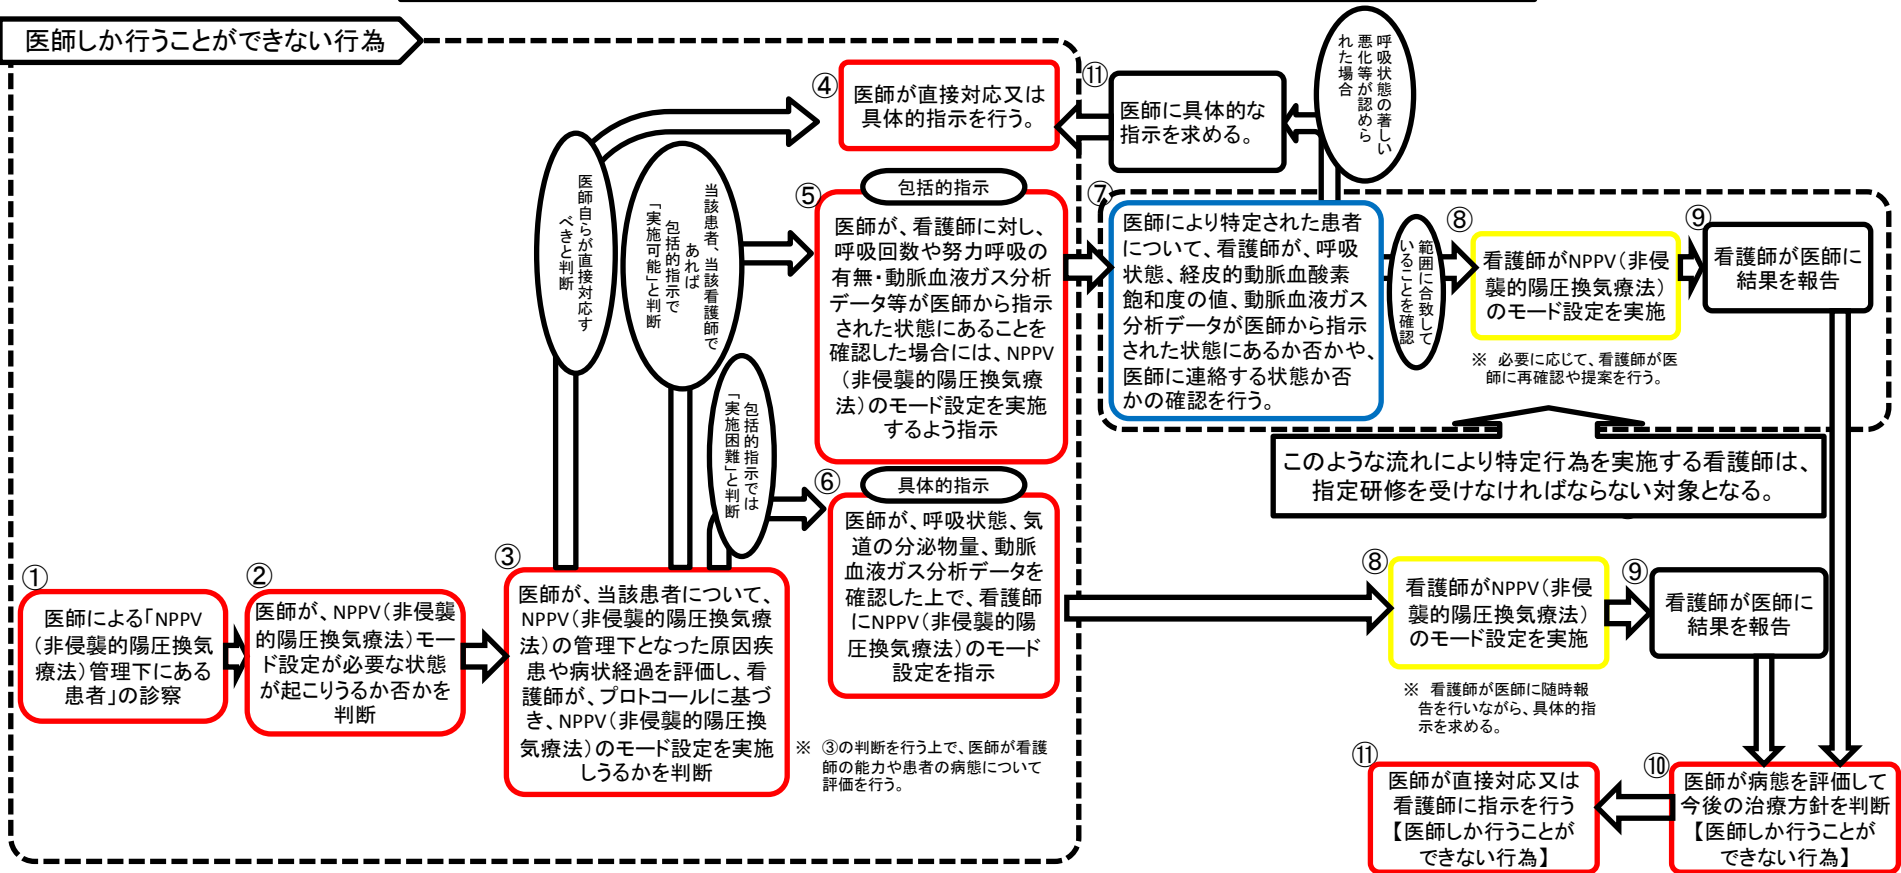 医師しか行うことができない行為
①
医師による「NPPV
（非侵襲的陽圧換気
療法）管理下にある
患者」の診察
②
医師が、NPPV（非侵襲
的陽圧換気療法）モー
ド設定が必要な状態
が起こりうるか否かを
判断
③
医師が、当該患者について、
NPPV（非侵襲的陽圧換気療
法）の管理下となった原因疾
患や病状経過を評価し、看
護師が、プロトコールに基づ
き、NPPV（非侵襲的陽圧換
気療法）のモード設定を実施
しうるかを判断
※　③の判断を行う上で、医師が看護
師の能力や患者の病態について
評価を行う。
医師自らが直接対応す
べきと判断
④
医師が直接対応又は
具体的指示を行う。
当該患者、当該看護師で
あれば
包括的指示で
「実施可能」と判断
⑤
包括的指示
医師が、看護師に対し、
呼吸回数や努力呼吸の
有無・動脈血液ガス分析
データ等が医師から指示
された状態にあることを
確認した場合には、NPPV
（非侵襲的陽圧換気療
法）のモード設定を実施
するよう指示
包括的指示では
「実施困難」と判断
⑥
具体的指示
医師が、呼吸状態、気
道の分泌物量、動脈
血液ガス分析データを
確認した上で、看護師
にNPPV（非侵襲的陽
圧換気療法）のモード
設定を指示
⑪
医師に具体的な
指示を求める。
呼吸状態の著しい
悪化等が認めら
れた場合
⑦
医師により特定された患者
について、看護師が、呼吸
状態、経皮的動脈血酸素
飽和度の値、動脈血液ガス
分析データが医師から指示
された状態にあるか否かや、
医師に連絡する状態か否
かの確認を行う。
範囲に合致して
いることを確認
⑧
看護師がNPPV（非侵
襲的陽圧換気療法）
のモード設定を実施
※　必要に応じて、看護師が医
師に再確認や提案を行う。
⑨
看護師が医師に
結果を報告
このような流れにより特定行為を実施する看護師は、
指定研修を受けなければならない対象となる。
⑧
看護師がNPPV（非侵
襲的陽圧換気療法）
のモード設定を実施
※　看護師が医師に随時報
告を行いながら、具体的指
示を求める。
⑨
看護師が医師に
結果を報告
⑩
医師が病態を評価して
今後の治療方針を判断
【医師しか行うことが
できない行為】
⑪
医師が直接対応又は
看護師に指示を行う
【医師しか行うことが
できない行為】